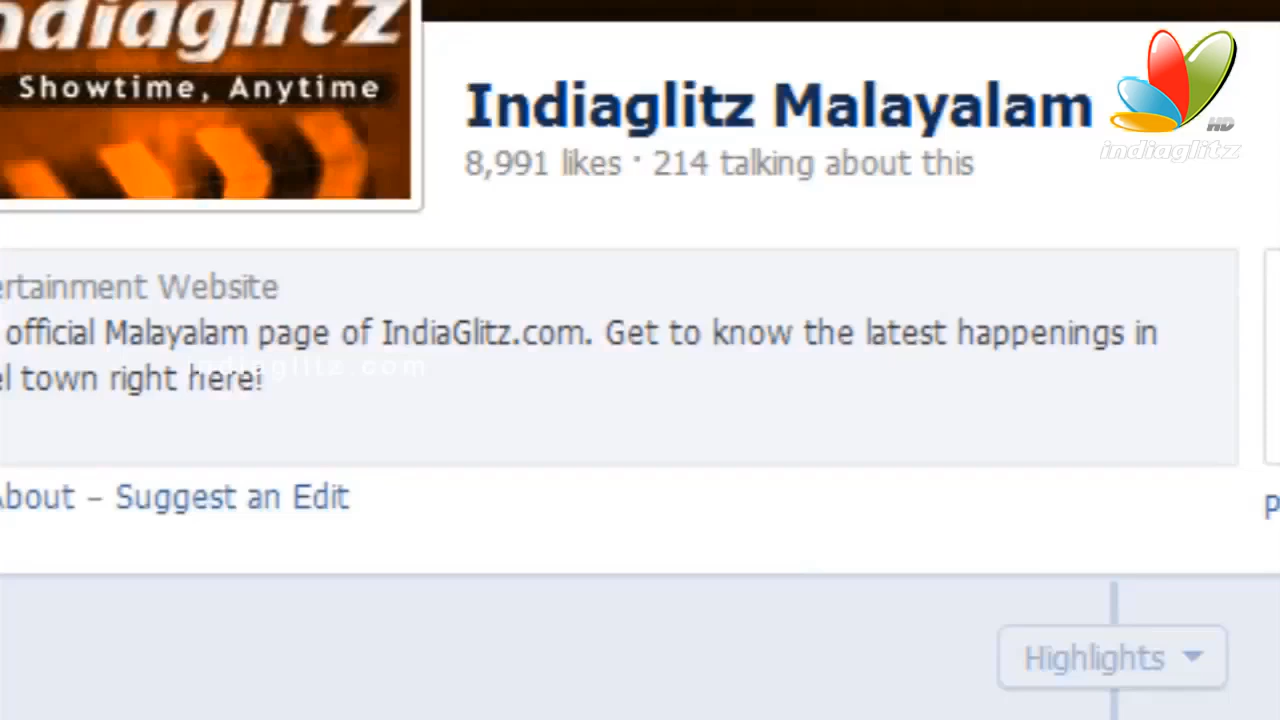 ndiaglitz
Showtime, Anytime
Indiaglitz Malayalam
8,991 likes · 214 talking about this
HD
indiaglitz
ertainment Website
official Malayalam page of IndiaGlitz.com. Get to know the latest happenings in
el town right here!
indiaglitz.com
About – Suggest an Edit
P
Highlights